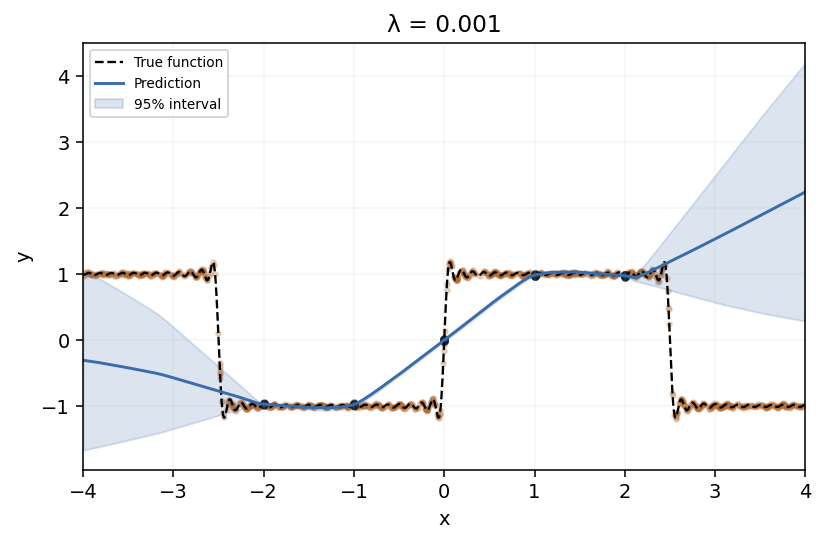 λ = 0.001
True function
Prediction
95% interval
y
4
3
2
1
0
−1
−4 −3 −2 −1 0 1 2 3 4
x